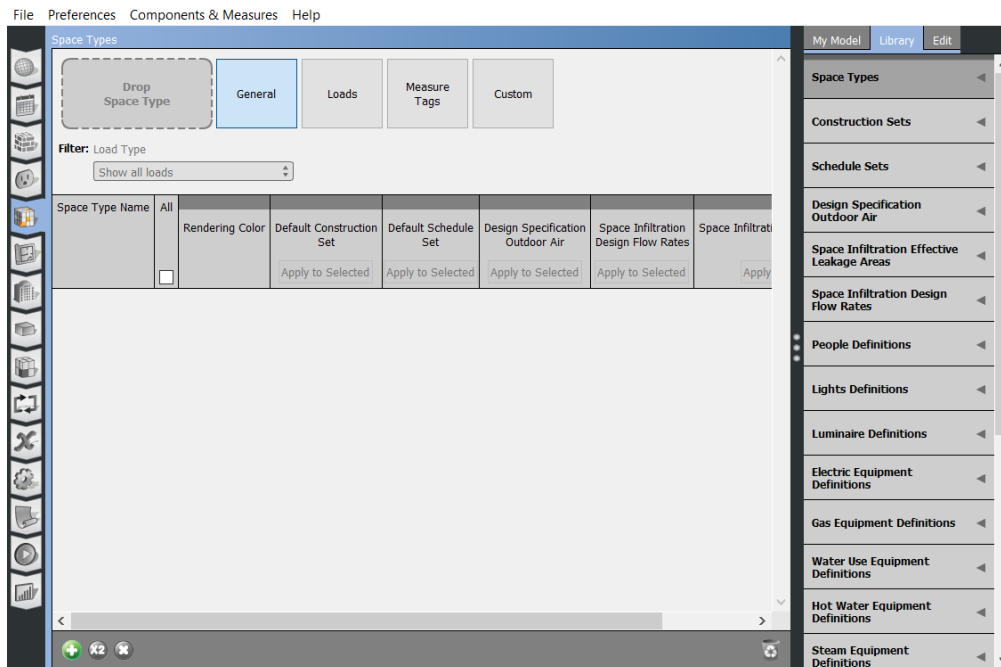 File Preferences Components & Measures Help
Space Types
My Model Library Edit
Drop
Space Type
General
Loads
Measure
Tags
Custom
Filter: Load Type
Show all loads
Space Type Name
All
Rendering Color
Default Construction
Set
Apply to Selected
Default Schedule
Set
Apply to Selected
Design Specification
Outdoor Air
Apply to Selected
Space Infiltration
Design Flow Rates
Apply to Selected
Space Infiltrati
Apply
X2
Space Types
Construction Sets
Schedule Sets
Design Specification
Outdoor Air
Space Infiltration Effective
Leakage Areas
Space Infiltration Design
Flow Rates
People Definitions
Lights Definitions
Luminaire Definitions
Electric Equipment
Definitions
Gas Equipment Definitions
Water Use Equipment
Definitions
Hot Water Equipment
Definitions
Steam Equipment
Definitions